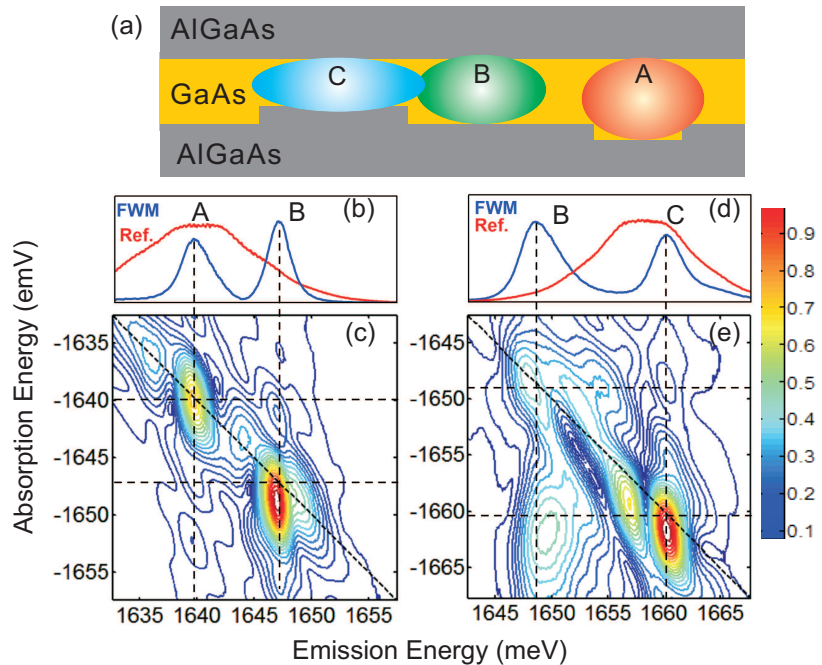 (a)
AlGaAs
C
B
A
GaAs
AlGaAs
FWM
Ref.
A
B
(b)
FWM
Ref.
B
C
(d)
0.9
0.8
0.7
0.6
0.5
0.4
0.3
0.2
0.1
Absorption Energy (emV)
(c)
-1635
-1640
-1645
-1650
-1655
1635 1640 1645 1650 1655
(e)
-1645
-1650
-1655
-1660
-1665
1645 1650 1655 1660 1665
Emission Energy (meV)